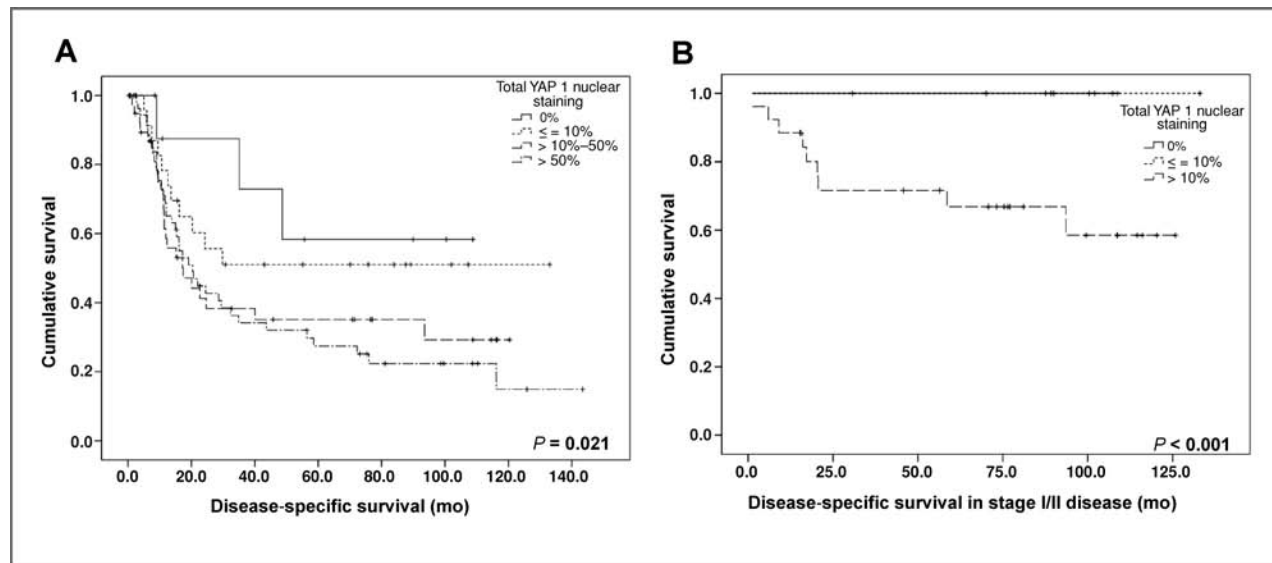 A
Total YAP 1 nuclear
staining
0%
≤ = 10%
> 10%–50%
> 50%
1.0
0.8
0.6
0.4
0.2
0.0
Cumulative survival
P = 0.021
0.0 20.0 40.0 60.0 80.0 100.0 120.0 140.0
Disease-specific survival (mo)
B
Total YAP 1 nuclear
staining
0%
≤ = 10%
> 10%
1.0
0.8
0.6
0.4
0.2
0.0
Cumulative survival
P < 0.001
0.0 25.0 50.0 75.0 100.0 125.0
Disease-specific survival in stage I/II disease (mo)